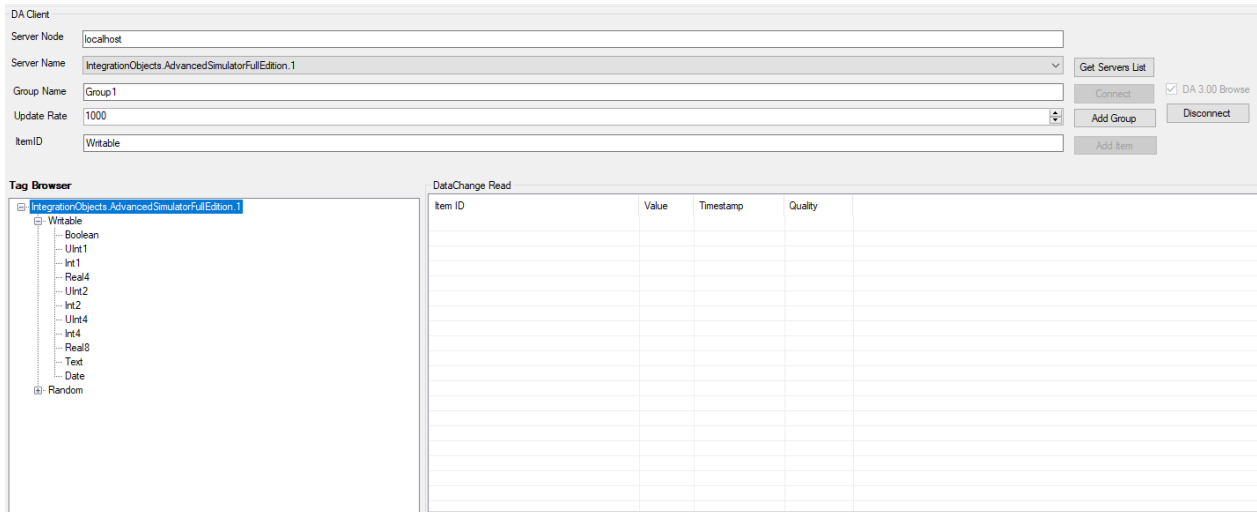 DA Client
Server Node localhost
Server Name IntegrationObjects.AdvancedSimulatorFullEdition.1 Get Servers List
Group Name Group1 Connect DA 3.00 Browse
Update Rate 1000 Add Group Disconnect
ItemID Writable Add Item
Tag Browser DataChange Read
IntegrationObjects.AdvancedSimulatorFullEdition.1 Item ID Value Timestamp Quality
Writable
Boolean
UInt1
Int1
Real4
UInt2
Int2
UInt4
Int4
Real8
Text
Date
Random